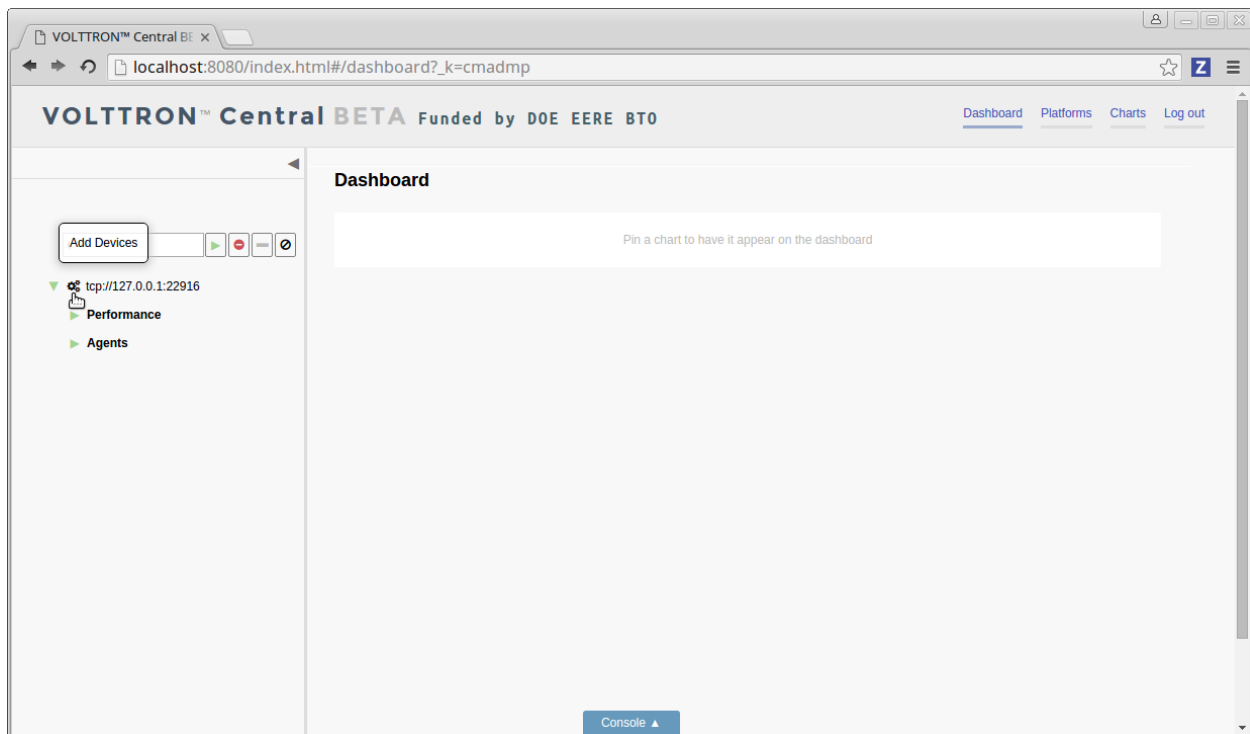 VOLTTRON™ Central BE
localhost:8080/index.html#/dashboard?_k=cmadmp
Z
VOLTTRON™ Central BETA Funded by DOE EERE BTO
Dashboard Platforms Charts Log out
Dashboard
Add Devices
Pin a chart to have it appear on the dashboard
tcp://127.0.0.1:22916
Performance
Agents
Console ▲